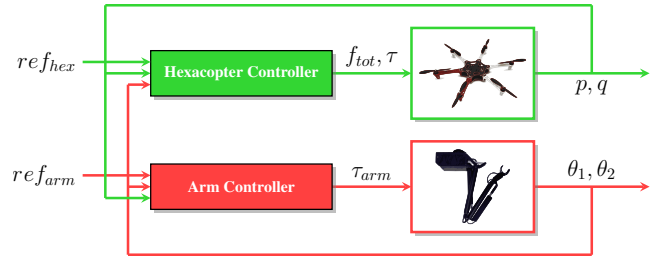 ref_hex
Hexacopter Controller
f_tot, τ
p, q
ref_arm
Arm Controller
τ_arm
θ_1, θ_2